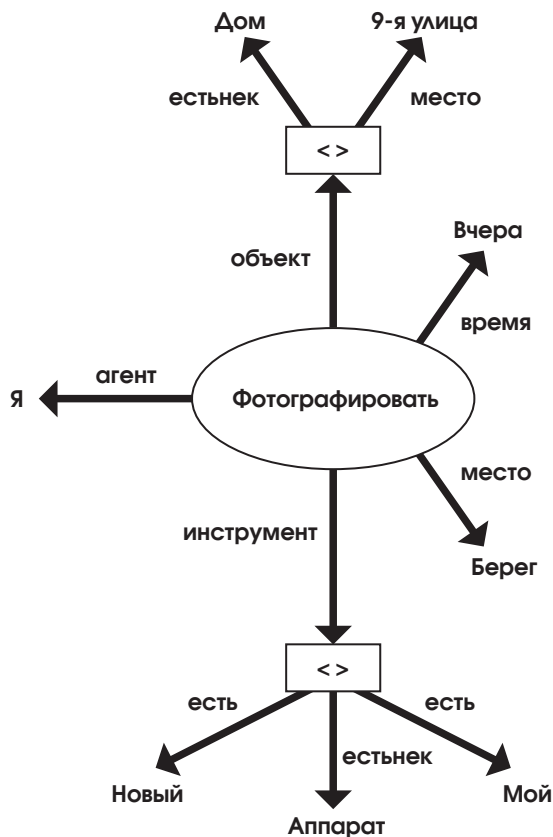 Дом 9-я улица
естьнек место
< >
Вчера
объект
время
агент
Я Фотографировать
место
инструмент
Берег
< >
есть есть
естьнек
Новый Мой
Аппарат